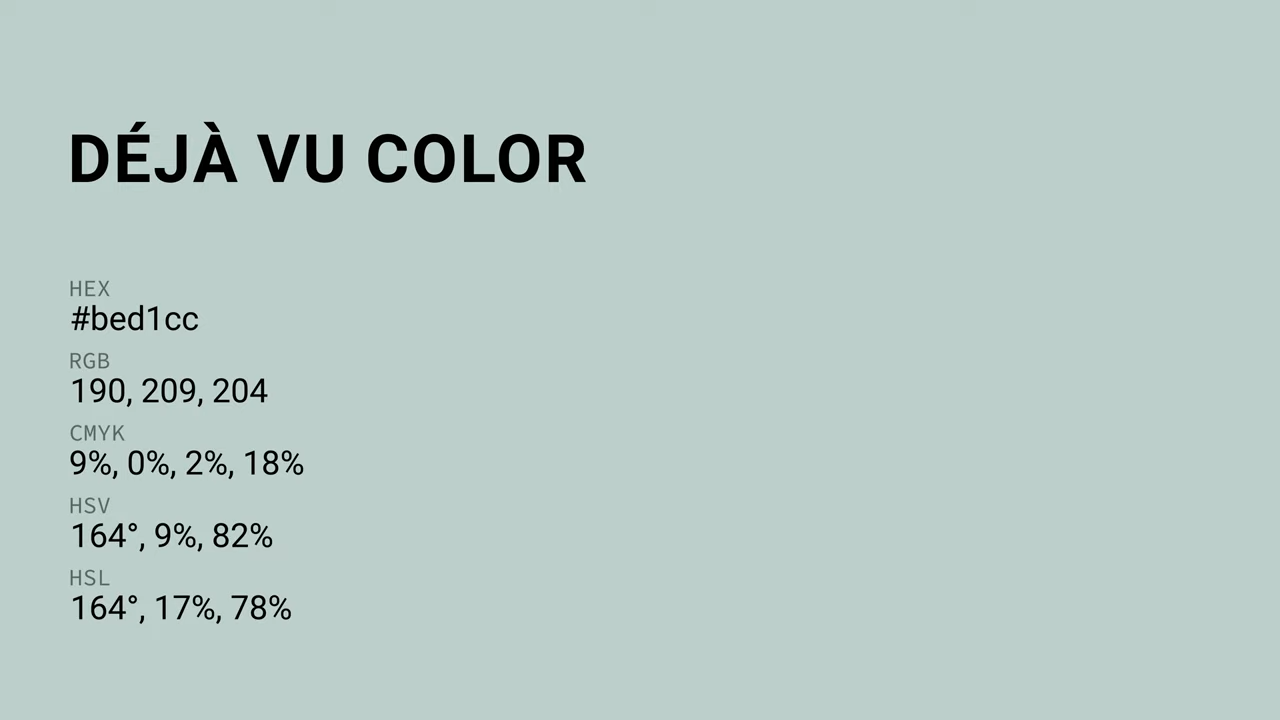 DÉJÀ VU COLOR
HEX
#bed1cc
RGB
190, 209, 204
CMYK
9%, 0%, 2%, 18%
HSV
164°, 9%, 82%
HSL
164°, 17%, 78%